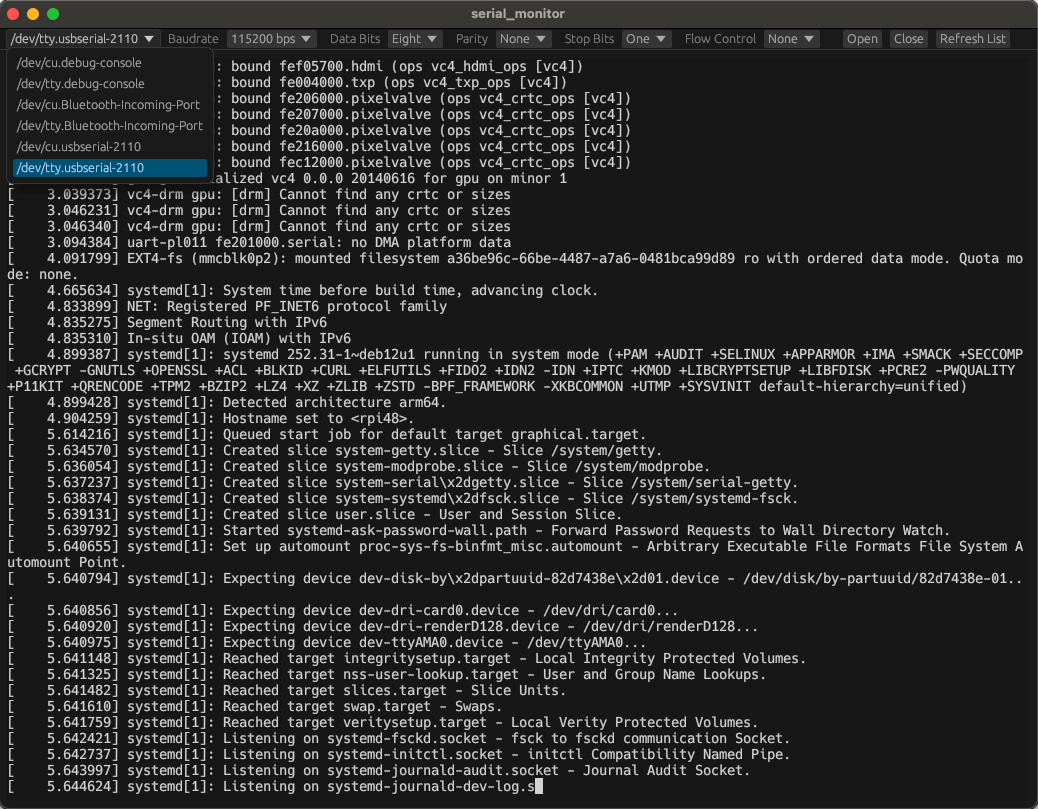 serial_monitor
/dev/tty.usbserial-2110 Baudrate 115200 bps Data Bits Eight Parity None Stop Bits One Flow Control None Open Close Refresh List
/dev/cu.debug-console
/dev/tty.debug-console
/dev/cu.Bluetooth-Incoming-Port
/dev/tty.Bluetooth-Incoming-Port
/dev/cu.usbserial-2110
/dev/tty.usbserial-2110
: bound fef05700.hdmi (ops vc4_hdmi_ops [vc4])
: bound fe004000.txp (ops vc4_txp_ops [vc4])
: bound fe206000.pixelvalve (ops vc4_crtc_ops [vc4])
: bound fe207000.pixelvalve (ops vc4_crtc_ops [vc4])
: bound fe20a000.pixelvalve (ops vc4_crtc_ops [vc4])
: bound fe216000.pixelvalve (ops vc4_crtc_ops [vc4])
: bound fec12000.pixelvalve (ops vc4_crtc_ops [vc4])
alized vc4 0.0.0 20140616 for gpu on minor 1
[    3.039373] vc4-drm gpu: [drm] Cannot find any crtc or sizes
[    3.046231] vc4-drm gpu: [drm] Cannot find any crtc or sizes
[    3.046340] vc4-drm gpu: [drm] Cannot find any crtc or sizes
[    3.094384] uart-pl011 fe201000.serial: no DMA platform data
[    4.091799] EXT4-fs (mmcblk0p2): mounted filesystem a36be96c-66be-4487-a7a6-0481bca99d89 ro with ordered data mode. Quota mo
de: none.
[    4.665634] systemd[1]: System time before build time, advancing clock.
[    4.833899] NET: Registered PF_INET6 protocol family
[    4.835275] Segment Routing with IPv6
[    4.835310] In-situ OAM (IOAM) with IPv6
[    4.899387] systemd[1]: systemd 252.31-1~deb12u1 running in system mode (+PAM +AUDIT +SELINUX +APPARMOR +IMA +SMACK +SECCOMP
+GCRYPT -GNUTLS +OPENSSL +ACL +BLKID +CURL +ELFUTILS +FIDO2 +IDN2 -IDN +IPTC +KMOD +LIBCRYPTSETUP +LIBFDISK +PCRE2 -PWQUALITY
+P11KIT +QRENCODE +TPM2 +BZIP2 +LZ4 +XZ +ZLIB +ZSTD -BPF_FRAMEWORK -XKBCOMMON +UTMP +SYSVINIT default-hierarchy=unified)
[    4.899428] systemd[1]: Detected architecture arm64.
[    4.904259] systemd[1]: Hostname set to <rpi48>.
[    5.614216] systemd[1]: Queued start job for default target graphical.target.
[    5.634570] systemd[1]: Created slice system-getty.slice - Slice /system/getty.
[    5.636054] systemd[1]: Created slice system-modprobe.slice - Slice /system/modprobe.
[    5.637237] systemd[1]: Created slice system-serial\x2dgetty.slice - Slice /system/serial-getty.
[    5.638374] systemd[1]: Created slice system-systemd\x2dfsck.slice - Slice /system/systemd-fsck.
[    5.639131] systemd[1]: Created slice user.slice - User and Session Slice.
[    5.639792] systemd[1]: Started systemd-ask-password-wall.path - Forward Password Requests to Wall Directory Watch.
[    5.640655] systemd[1]: Set up automount proc-sys-fs-binfmt_misc.automount - Arbitrary Executable File Formats File System A
utomount Point.
[    5.640794] systemd[1]: Expecting device dev-disk-by\x2dpartuuid-82d7438e\x2d01.device - /dev/disk/by-partuuid/82d7438e-01..
.
[    5.640856] systemd[1]: Expecting device dev-dri-card0.device - /dev/dri/card0...
[    5.640920] systemd[1]: Expecting device dev-dri-renderD128.device - /dev/dri/renderD128...
[    5.640975] systemd[1]: Expecting device dev-ttyAMA0.device - /dev/ttyAMA0...
[    5.641148] systemd[1]: Reached target integritysetup.target - Local Integrity Protected Volumes.
[    5.641325] systemd[1]: Reached target nss-user-lookup.target - User and Group Name Lookups.
[    5.641482] systemd[1]: Reached target slices.target - Slice Units.
[    5.641610] systemd[1]: Reached target swap.target - Swaps.
[    5.641759] systemd[1]: Reached target veritysetup.target - Local Verity Protected Volumes.
[    5.642421] systemd[1]: Listening on systemd-fsckd.socket - fsck to fsckd communication Socket.
[    5.642737] systemd[1]: Listening on systemd-initctl.socket - initctl Compatibility Named Pipe.
[    5.643997] systemd[1]: Listening on systemd-journald-audit.socket - Journal Audit Socket.
[    5.644624] systemd[1]: Listening on systemd-journald-dev-log.s